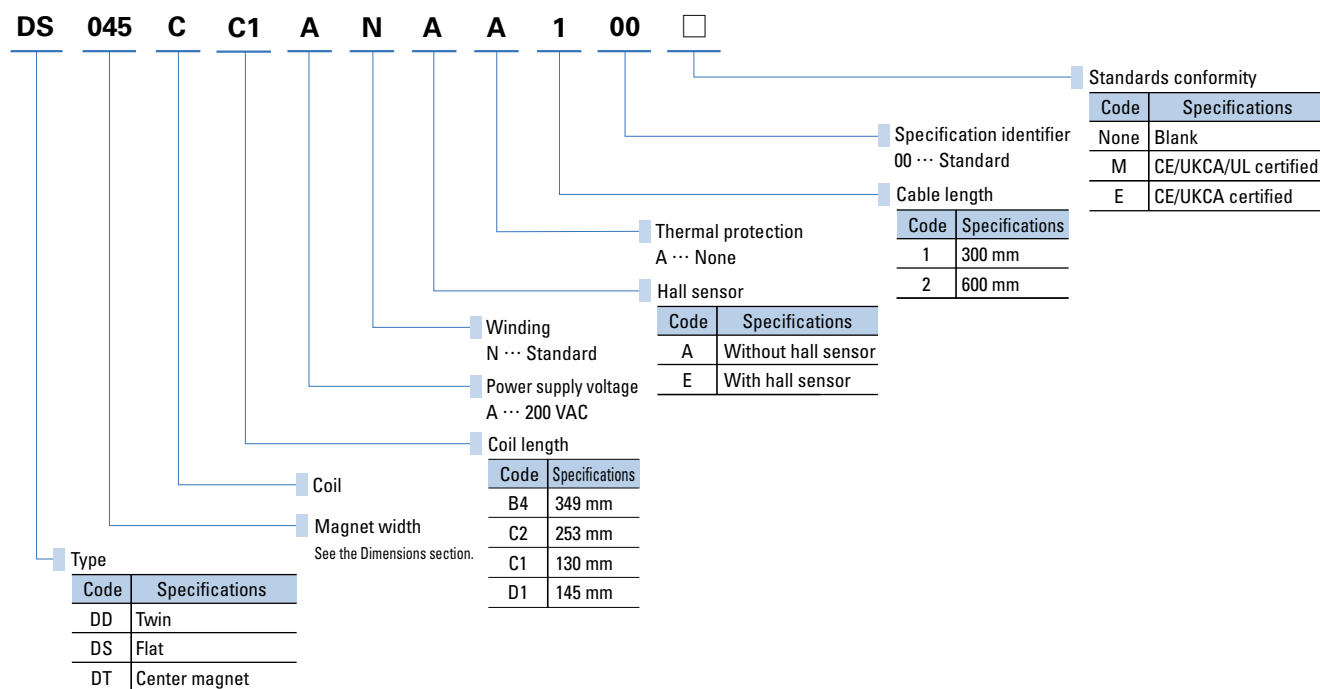 DS 045 C C1 A N A A 1 00 □
Standards conformity
Code Specifications
None Blank
M CE/UKCA/UL certified
E CE/UKCA certified
Specification identifier
00 ··· Standard
Cable length
Code Specifications
1 300 mm
2 600 mm
Thermal protection
A ··· None
Hall sensor
Code Specifications
A Without hall sensor
E With hall sensor
Winding
N ··· Standard
Power supply voltage
A ··· 200 VAC
Coil length
Code Specifications
B4 349 mm
C2 253 mm
C1 130 mm
D1 145 mm
Coil
Magnet width
See the Dimensions section.
Type
Code Specifications
DD Twin
DS Flat
DT Center magnet